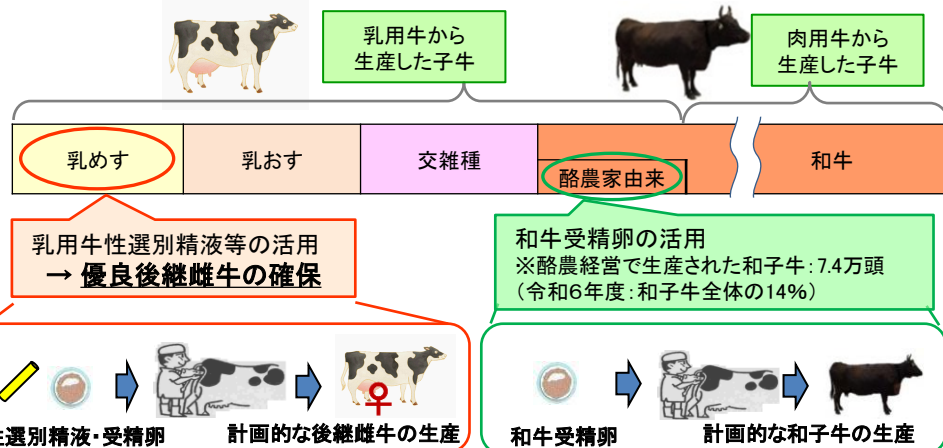 乳用牛から
生産した子牛
肉用牛から
生産した子牛
乳めす
乳おす
交雑種
酪農家由来
和牛
乳用牛性選別精液等の活用
→ 優良後継雌牛の確保
和牛受精卵の活用
※酪農経営で生産された和子牛:7.4万頭
(令和6年度:和子牛全体の14%)
♀
性選別精液・受精卵
計画的な後継雌牛の生産
和牛受精卵
計画的な和子牛の生産